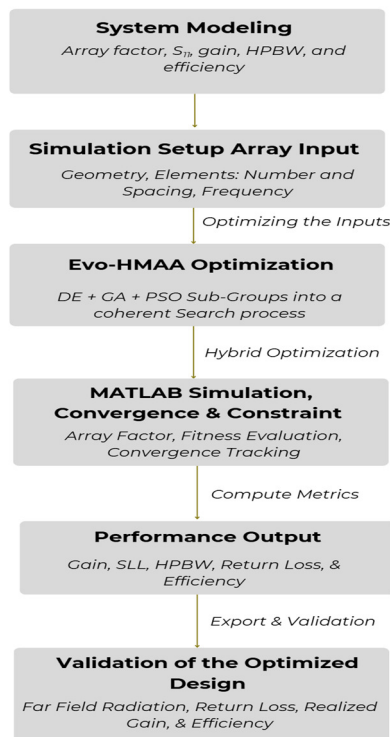 System Modeling
Array factor, S₁₁, gain, HPBW, and
efficiency
Simulation Setup Array Input
Geometry, Elements: Number and
Spacing, Frequency
Optimizing the Inputs
Evo-HMAA Optimization
DE + GA + PSO Sub-Groups into a
coherent Search process
Hybrid Optimization
MATLAB Simulation,
Convergence & Constraint
Array Factor, Fitness Evaluation,
Convergence Tracking
Compute Metrics
Performance Output
Gain, SLL, HPBW, Return Loss, &
Efficiency
Export & Validation
Validation of the Optimized
Design
Far Field Radiation, Return Loss, Realized
Gain, & Efficiency